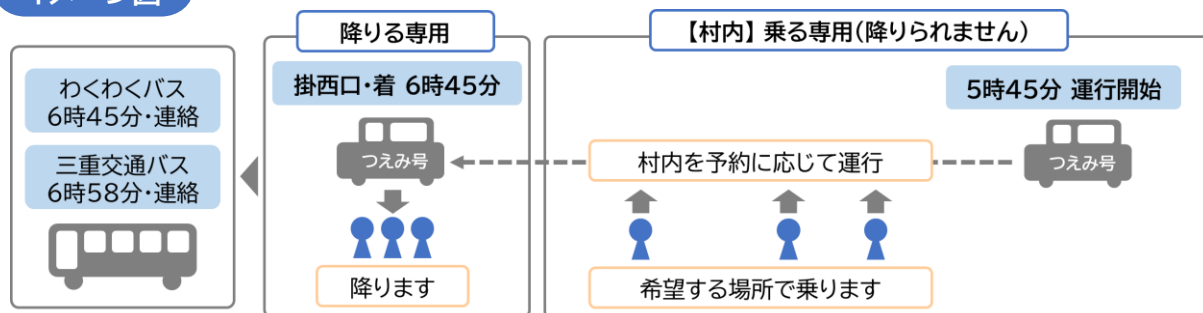 イメージ図
わくわくバス
6時45分・連絡
三重交通バス
6時58分・連絡
降りる専用
掛西口・着 6時45分
つえみ号
降ります
【村内】 乗る専用(降りられません)
5時45分 運行開始
つえみ号
村内を予約に応じて運行
希望する場所で乗ります